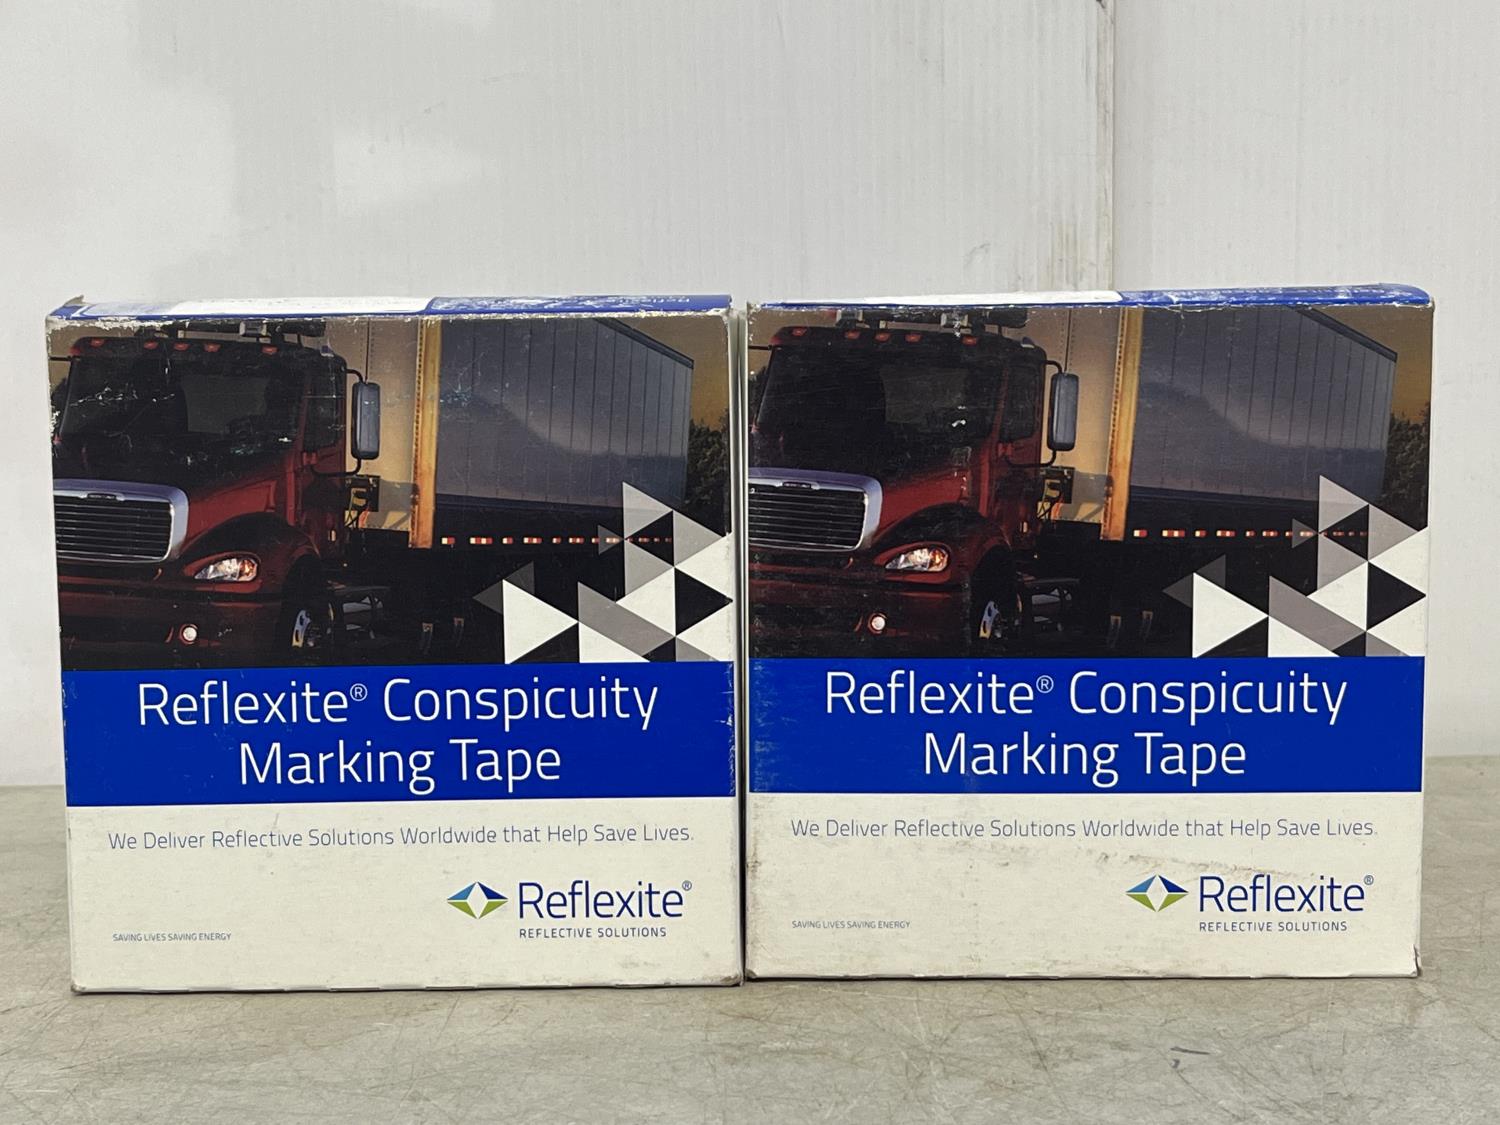 Reflexite® Conspicuity
Marking Tape
We Deliver Reflective Solutions Worldwide that Help Save Lives.
Reflexite®
REFLECTIVE SOLUTIONS
SAVING LIVES SAVING ENERGY
Reflexite® Conspicuity
Marking Tape
We Deliver Reflective Solutions Worldwide that Help Save Lives.
Reflexite®
REFLECTIVE SOLUTIONS
SAVING LIVES SAVING ENERGY